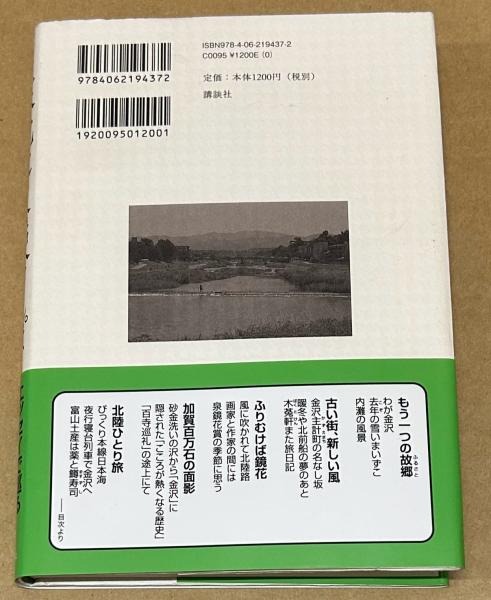 ISBN978-4-06-219437-2
C0095 ¥1200E (0)
定価:本体1200円(税別)
講談社
9784062194372
1920095012001
もう一つの故郷
ふるさと
わが金沢
去年の雪いまいずこ
こぞ
内灘の風景
古い街、新しい風
金沢主計町の名なし坂
かずえまち
暖冬や北前船の夢のあと
木蒐軒また旅日記
ふりむけば鏡花
風に吹かれて北陸路
画家と作家の間には
泉鏡花賞の季節に思う
加賀百万石の面影
砂金洗いの沢から「金沢」に
隠された「こころが熱くなる歴史」
「百寺巡礼」の途上にて
北陸ひとり旅
びっくり本線日本海
夜行寝台列車で金沢へ
富山土産は薬と鱒寿司
――目次より